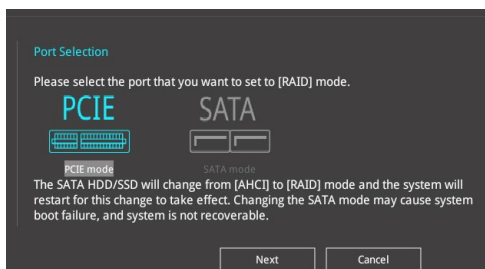 Port Selection
Please select the port that you want to set to [RAID] mode.
PCIE SATA
PCIE mode SATA mode
The SATA HDD/SSD will change from [AHCI] to [RAID] mode and the system will
restart for this change to take effect. Changing the SATA mode may cause system
boot failure, and system is not recoverable.
Next Cancel